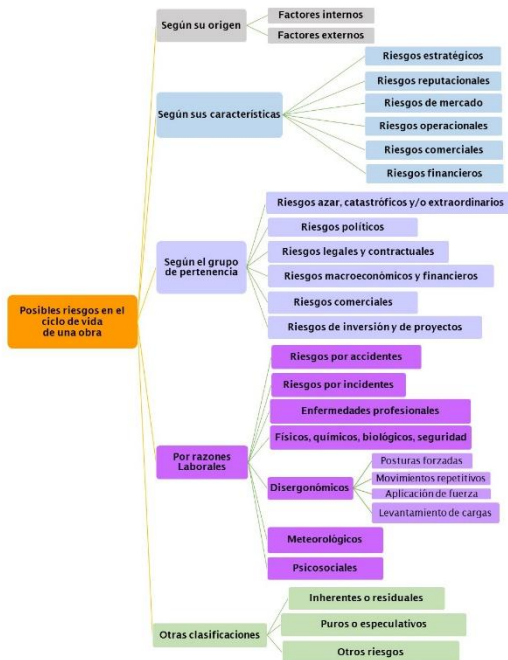 Posibles riesgos en el
ciclo de vida
de una obra
Según su origen
Factores internos
Factores externos
Según sus características
Riesgos estratégicos
Riesgos reputacionales
Riesgos de mercado
Riesgos operacionales
Riesgos comerciales
Riesgos financieros
Según el grupo
de pertenencia
Riesgos azar, catastròficos y/o extraordinarios
Riesgos políticos
Riesgos legales y contractuales
Riesgos macroeconòmicos y financieros
Riesgos comerciales
Riesgos de inversión y de proyectos
Por razones
Laborales
Riesgos por accidentes
Riesgos por incidentes
Enfermedades profesionales
Físicos, químicos, biológicos, seguridad
Disergonómicos
Posturas forzadas
Movimientos repetitivos
Aplicación de fuerza
Levantamiento de cargas
Meteorológicos
Psicosociales
Otras clasificaciones
Inherentes o residuales
Puros o especulativos
Otros riesgos